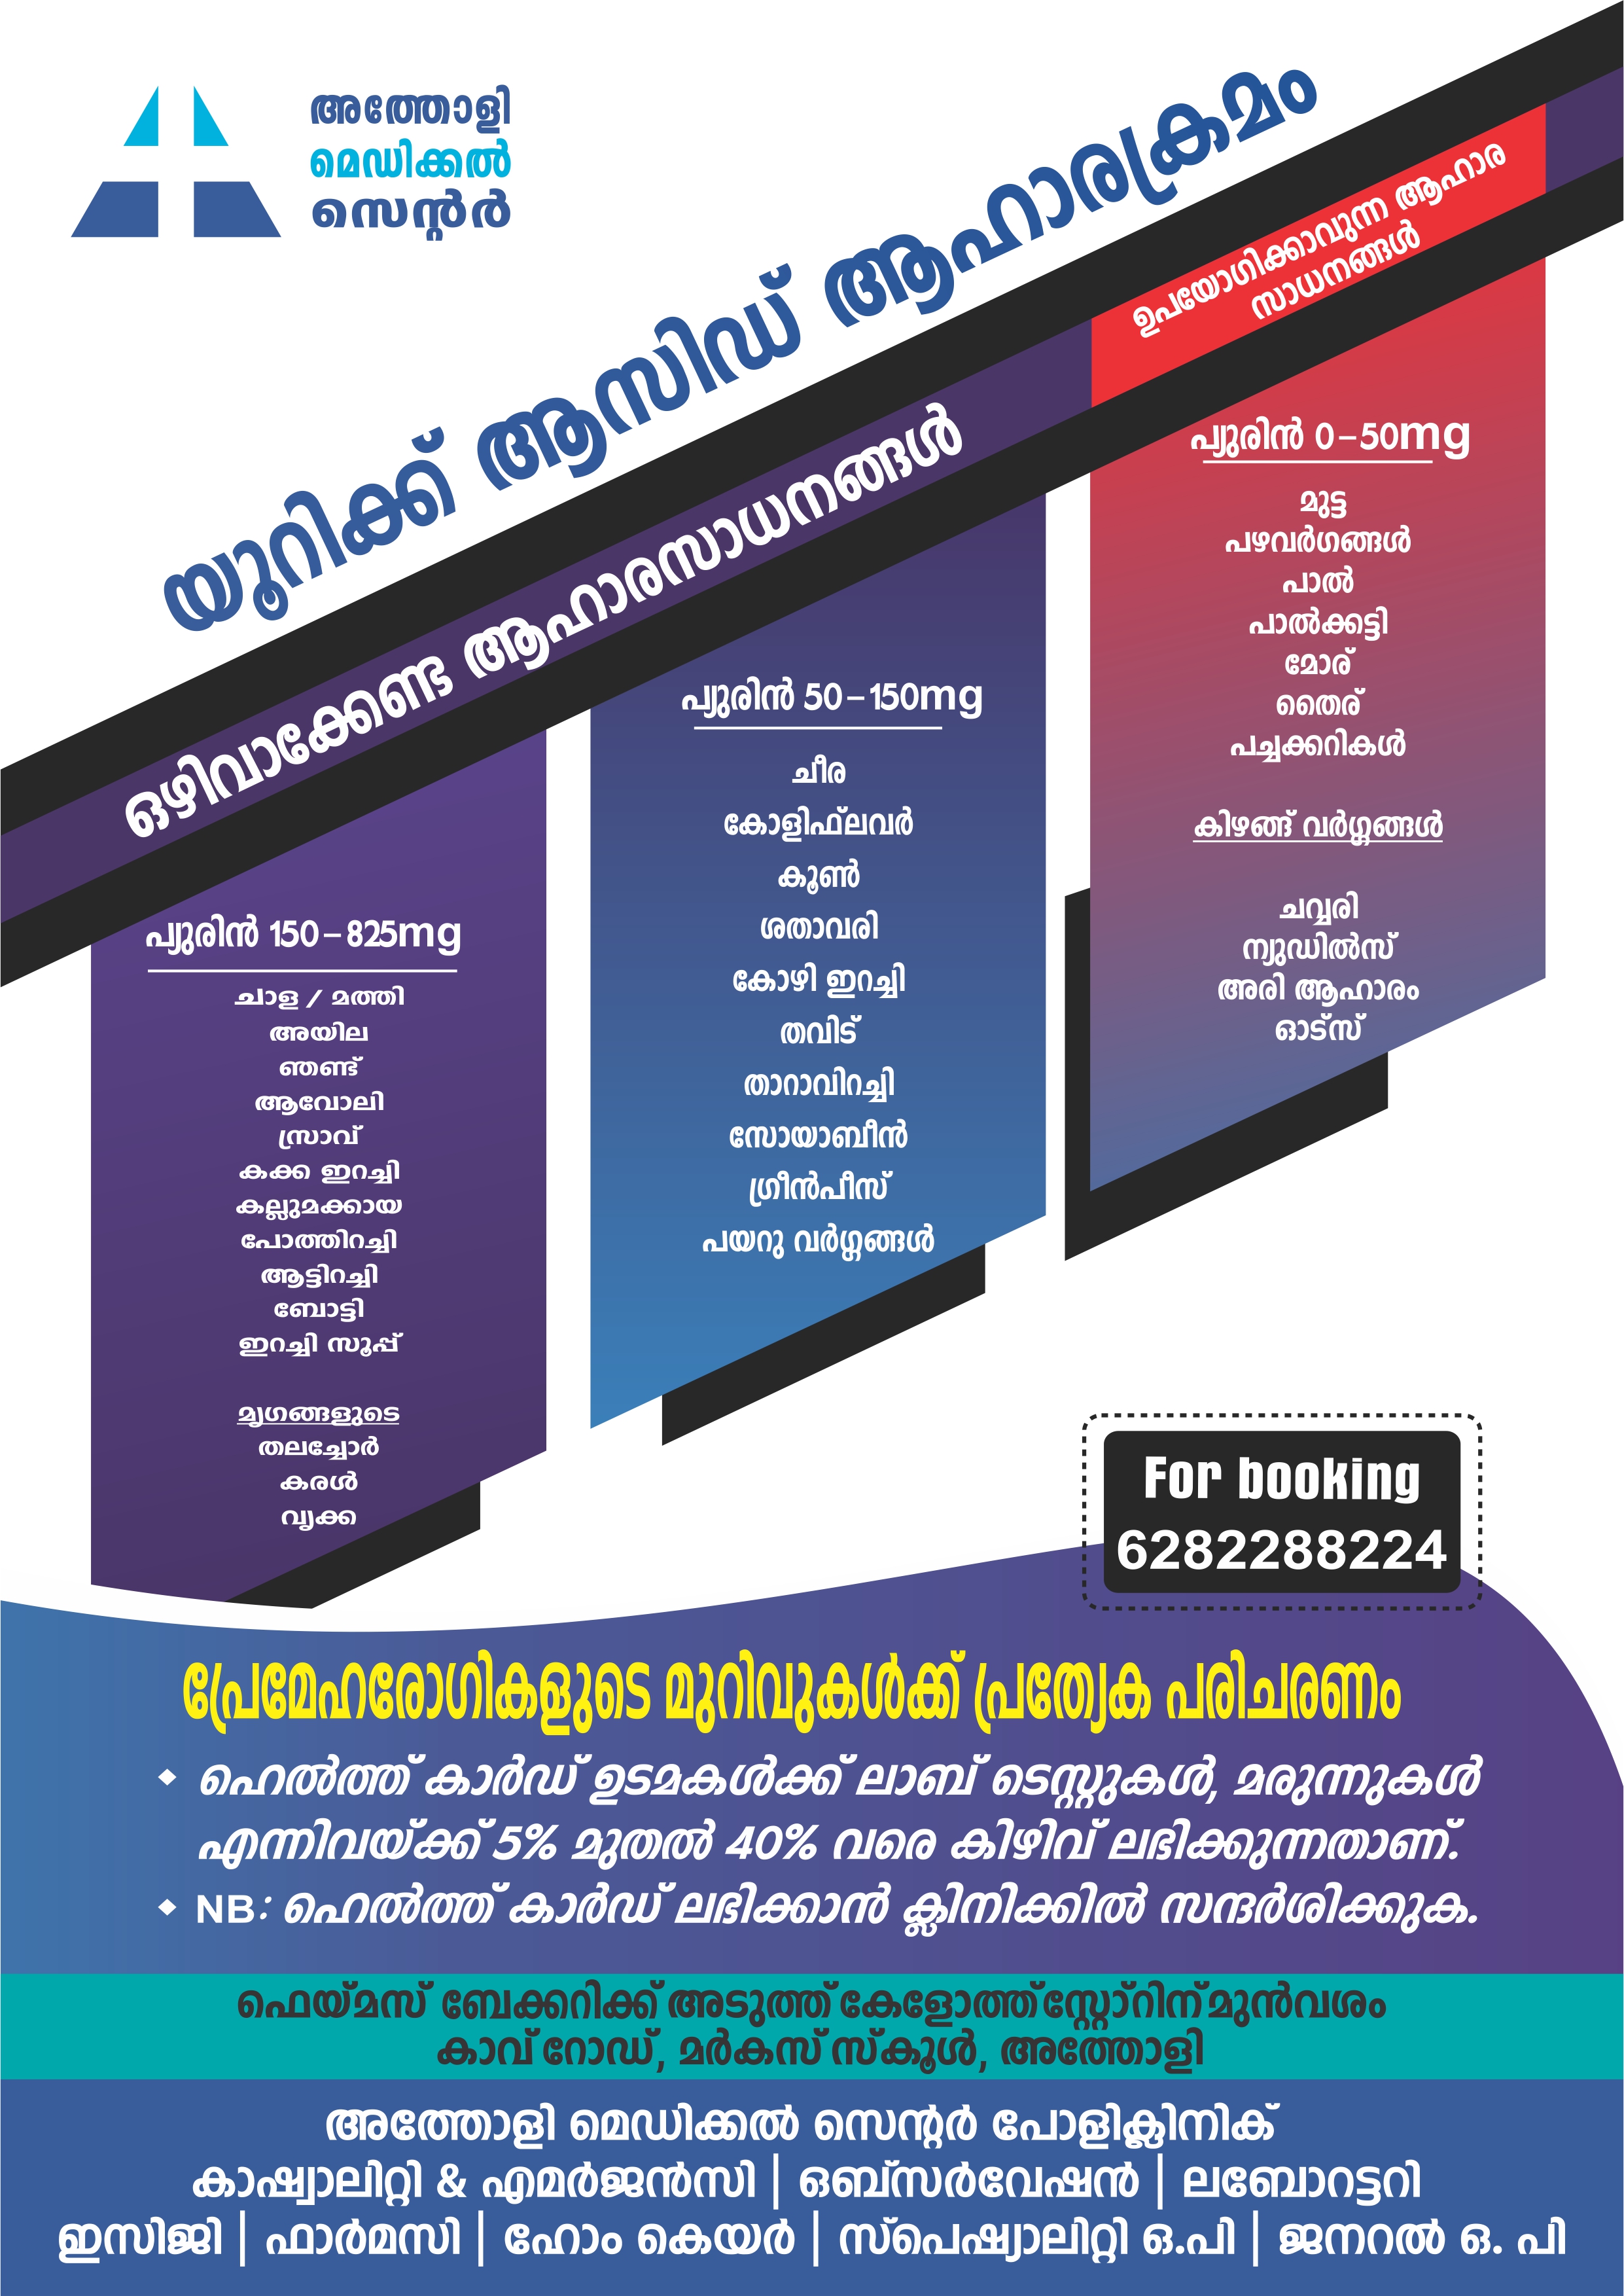 അത്തോളി
മെഡിക്കൽ
സെന്റർ
യൂറിക്ക് ആസിഡ് ആഹാരക്രമം
ഒഴിവാക്കേണ്ട ആഹാരസാധനങ്ങൾ
ഉപയോഗിക്കാവുന്ന ആഹാര
സാധനങ്ങൾ
പ്യുരിൻ 150-825mg
ചാള / മത്തി
അയില
ഞണ്ട്
ആവോലി
സ്രാവ്
കക്ക ഇറച്ചി
കല്ലുമക്കായ
പോത്തിറച്ചി
ആട്ടിറച്ചി
ബോട്ടി
ഇറച്ചി സൂപ്പ്
മൃഗങ്ങളുടെ
തലച്ചോർ
കരൾ
വൃക്ക
പ്യുരിൻ 50-150mg
ചീര
കോളിഫ്ലവർ
കൂൺ
ശതാവരി
കോഴി ഇറച്ചി
തവിട്
താറാവിറച്ചി
സോയാബീൻ
ഗ്രീൻപീസ്
പയറു വർഗ്ഗങ്ങൾ
പ്യുരിൻ 0-50mg
മുട്ട
പഴവർഗങ്ങൾ
പാൽ
പാൽക്കട്ടി
മോര്
തൈര്
പച്ചക്കറികൾ
കിഴങ്ങ് വർഗ്ഗങ്ങൾ
ചവ്വരി
ന്യുഡിൽസ്
അരി ആഹാരം
ഓട്സ്
For booking
6282288224
പ്രേമേഹരോഗികളുടെ മുറിവുകൾക്ക് പ്രത്യേക പരിചരണം
ഹെൽത്ത് കാർഡ് ഉടമകൾക്ക് ലാബ് ടെസ്റ്റുകൾ, മരുന്നുകൾ
എന്നിവയ്ക്ക് 5% മുതൽ 40% വരെ കിഴിവ് ലഭിക്കുന്നതാണ്.
NB: ഹെൽത്ത് കാർഡ് ലഭിക്കാൻ ക്ലിനിക്കിൽ സന്ദർശിക്കുക.
ഫെയ്മസ് ബേക്കറിക്ക് അടുത്ത് കേളോത്ത് സ്റ്റോറിന് മുൻവശം
കാവ് റോഡ്, മർകസ് സ്കൂൾ, അത്തോളി
അത്തോളി മെഡിക്കൽ സെന്റർ പോളിക്ലിനിക്
കാഷ്വാലിറ്റി & എമർജൻസി | ഒബ്സർവേഷൻ | ലബോറട്ടറി
ഇസിജി | ഫാർമസി | ഹോം കെയർ | സ്പെഷ്യാലിറ്റി ഒ.പി | ജനറൽ ഒ. പി